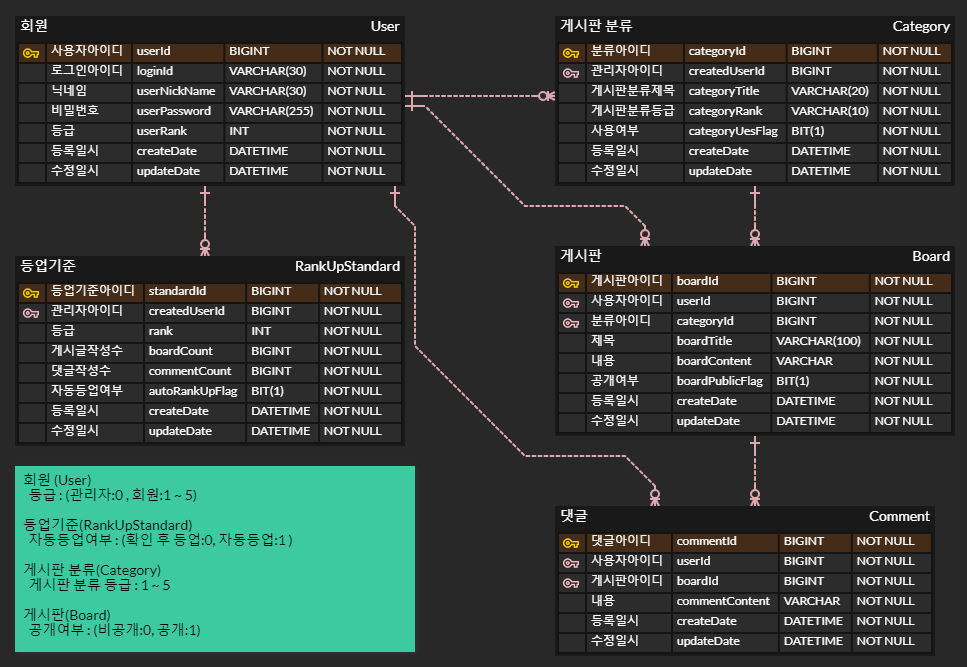 회원 User
사용자아이디 userId BIGINT NOT NULL
로그인아이디 loginId VARCHAR(30) NOT NULL
닉네임 userNickName VARCHAR(30) NOT NULL
비밀번호 userPassword VARCHAR(255) NOT NULL
등급 userRank INT NOT NULL
등록일시 createDate DATETIME NOT NULL
수정일시 updateDate DATETIME NOT NULL
게시판 분류 Category
분류아이디 categoryId BIGINT NOT NULL
관리자아이디 createdUserId BIGINT NOT NULL
게시판분류제목 categoryTitle VARCHAR(20) NOT NULL
게시판분류등급 categoryRank VARCHAR(10) NOT NULL
사용여부 categoryUesFlag BIT(1) NOT NULL
등록일시 createDate DATETIME NOT NULL
수정일시 updateDate DATETIME NOT NULL
등업기준 RankUpStandard
등업기준아이디 standardId BIGINT NOT NULL
관리자아이디 createdUserId BIGINT NOT NULL
등급 rank INT NOT NULL
게시글작성수 boardCount BIGINT NOT NULL
댓글작성수 commentCount BIGINT NOT NULL
자동등업여부 autoRankUpFlag BIT(1) NOT NULL
등록일시 createDate DATETIME NOT NULL
수정일시 updateDate DATETIME NOT NULL
게시판 Board
게시판아이디 boardId BIGINT NOT NULL
사용자아이디 userId BIGINT NOT NULL
분류아이디 categoryId BIGINT NOT NULL
제목 boardTitle VARCHAR(100) NOT NULL
내용 boardContent VARCHAR NOT NULL
공개여부 boardPublicFlag BIT(1) NOT NULL
등록일시 createDate DATETIME NOT NULL
수정일시 updateDate DATETIME NOT NULL
회원 (User)
등급 : (관리자:0 , 회원:1 ~ 5)
등업기준(RankUpStandard)
자동등업여부 : (확인 후 등업:0, 자동등업:1 )
게시판 분류(Category)
게시판 분류 등급 : 1 ~ 5
게시판(Board)
공개여부 : (비공개:0, 공개:1)
댓글 Comment
댓글아이디 commentId BIGINT NOT NULL
사용자아이디 userId BIGINT NOT NULL
게시판아이디 boardId BIGINT NOT NULL
내용 commentContent VARCHAR NOT NULL
등록일시 createDate DATETIME NOT NULL
수정일시 updateDate DATETIME NOT NULL